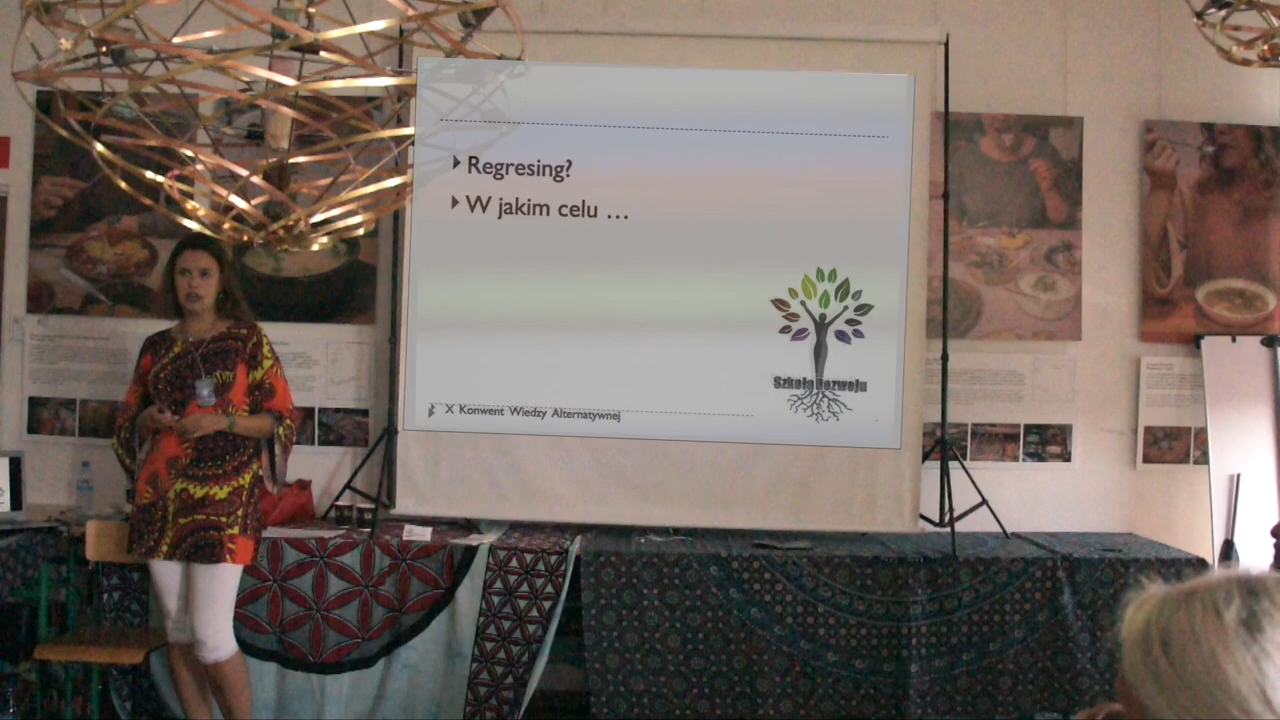 Regresing?
W jakim celu ...
Szkoła Rozwoju
X Konwent Wiedzy Alternatywnej